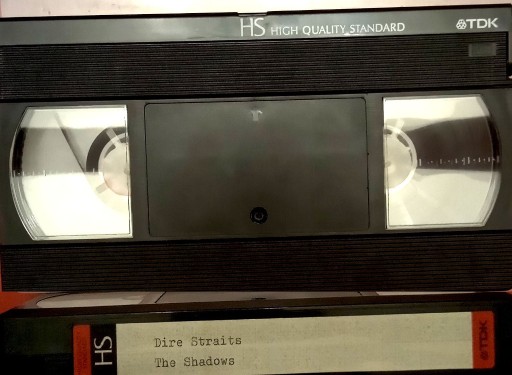 HS HIGH QUALITY STANDARD TDK
HS
Dire Straits
The Shadows
TDK